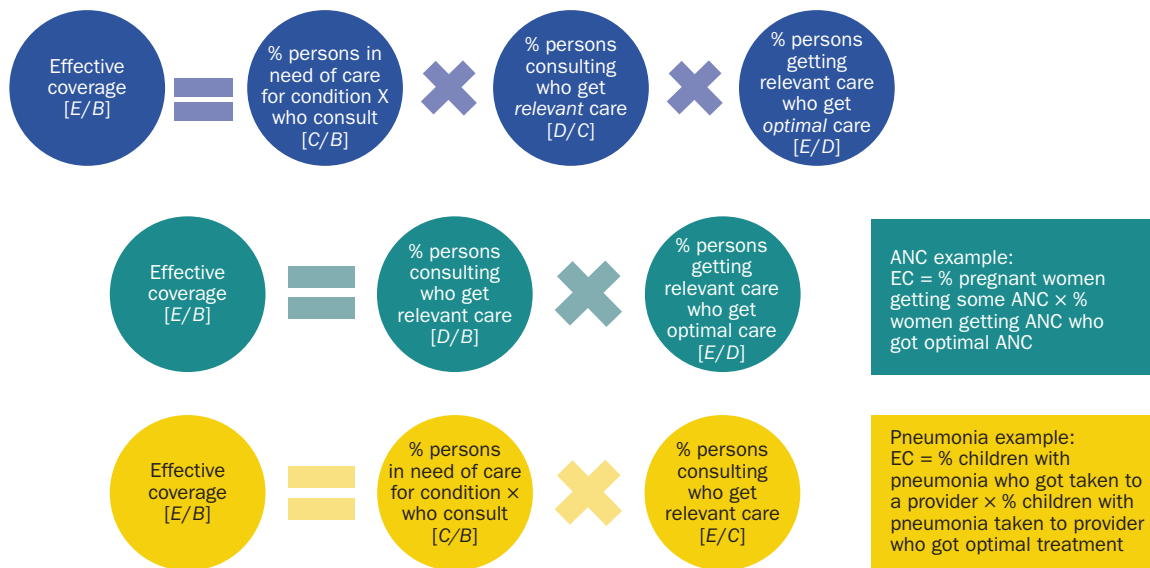 Effective
coverage
[E/B]
% persons in
need of care
for condition X
who consult
[C/B]
% persons
consulting
who get
relevant care
[D/C]
% persons
getting
relevant care
who get
optimal care
[E/D]
Effective
coverage
[E/B]
% persons
consulting
who get
relevant care
[D/B]
% persons
getting
relevant care
who get
optimal care
[E/D]
ANC example:
EC = % pregnant women
getting some ANC × %
women getting ANC who
got optimal ANC
Effective
coverage
[E/B]
% persons
in need of care
for condition ×
who consult
[C/B]
% persons
consulting
who get
relevant care
[E/C]
Pneumonia example:
EC = % children with
pneumonia who got taken to
a provider × % children with
pneumonia taken to provider
who got optimal treatment